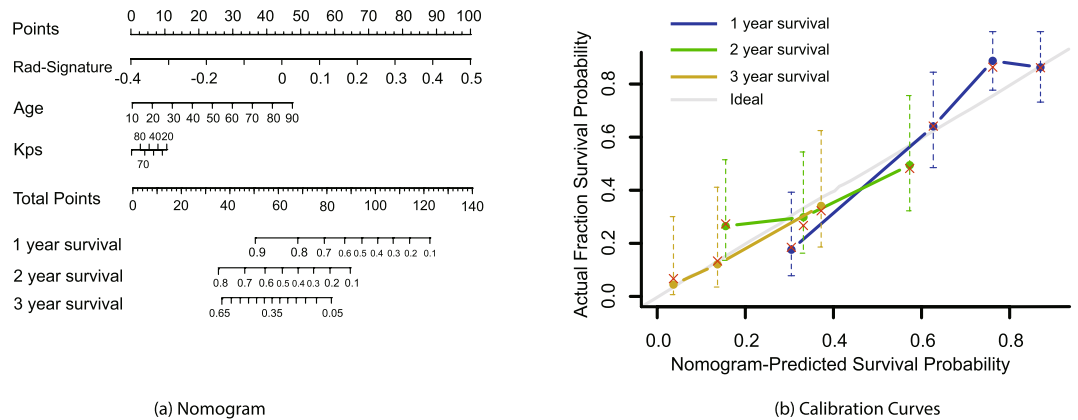 Points
0 10 20 30 40 50 60 70 80 90 100
Rad-Signature
-0.4 -0.2 0 0.1 0.2 0.3 0.4 0.5
Age
10 20 30 40 50 60 70 80 90
Kps
80 40 20
70
Total Points
0 20 40 60 80 100 120 140
1 year survival
0.9 0.8 0.7 0.6 0.5 0.4 0.3 0.2 0.1
2 year survival
0.8 0.7 0.6 0.5 0.4 0.3 0.2 0.1
3 year survival
0.65 0.35 0.05
(a) Nomogram
Actual Fraction Survival Probability
0.8
0.6
0.4
0.2
0.0
1 year survival
2 year survival
3 year survival
Ideal
0.0 0.2 0.4 0.6 0.8
Nomogram-Predicted Survival Probability
(b) Calibration Curves